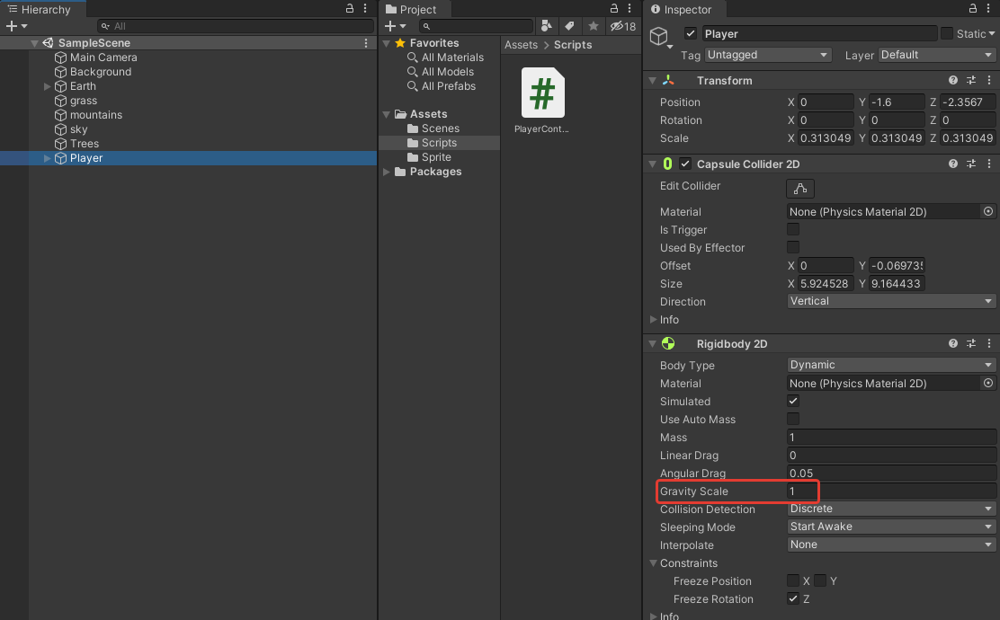 Hierarchy
All
SampleScene
Main Camera
Background
Earth
grass
mountains
sky
Trees
Player
Project
18
Favorites
All Materials
All Models
All Prefabs
Assets
Scenes
Scripts
Sprite
Packages
Assets > Scripts
#
PlayerCont...
Inspector
Player
Static
Tag Untagged Layer Default
Transform
Position X 0 Y -1.6 Z -2.3567
Rotation X 0 Y 0 Z 0
Scale X 0.313049 Y 0.313049 Z 0.313049
Capsule Collider 2D
Edit Collider
Material None (Physics Material 2D)
Is Trigger
Used By Effector
Offset X 0 Y -0.069735
Size X 5.924528 Y 9.164433
Direction Vertical
Info
Rigidbody 2D
Body Type Dynamic
Material None (Physics Material 2D)
Simulated
Use Auto Mass
Mass 1
Linear Drag 0
Angular Drag 0.05
Gravity Scale 1
Collision Detection Discrete
Sleeping Mode Start Awake
Interpolate None
Constraints
Freeze Position X Y
Freeze Rotation Z
Info